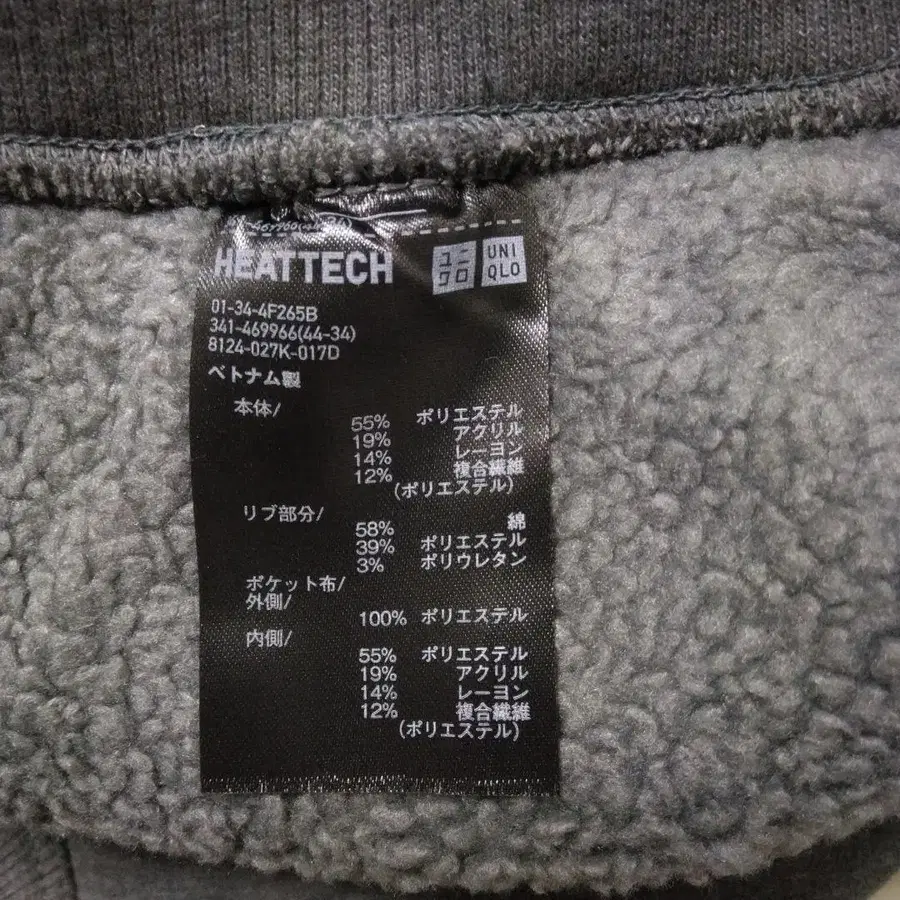 HEATTECH
ユニ
クロ
UNI
QLO
01-34-4F265B
341-469966(44-34)
8124-027K-017D
ベトナム製
本体/
55% ポリエステル
19% アクリル
14% レーヨン
12% 複合繊維
(ポリエステル)
リブ部分/
58% 綿
39% ポリエステル
3% ポリウレタン
ポケット布/
外側/
100% ポリエステル
内側/
55% ポリエステル
19% アクリル
14% レーヨン
12% 複合繊維
(ポリエステル)